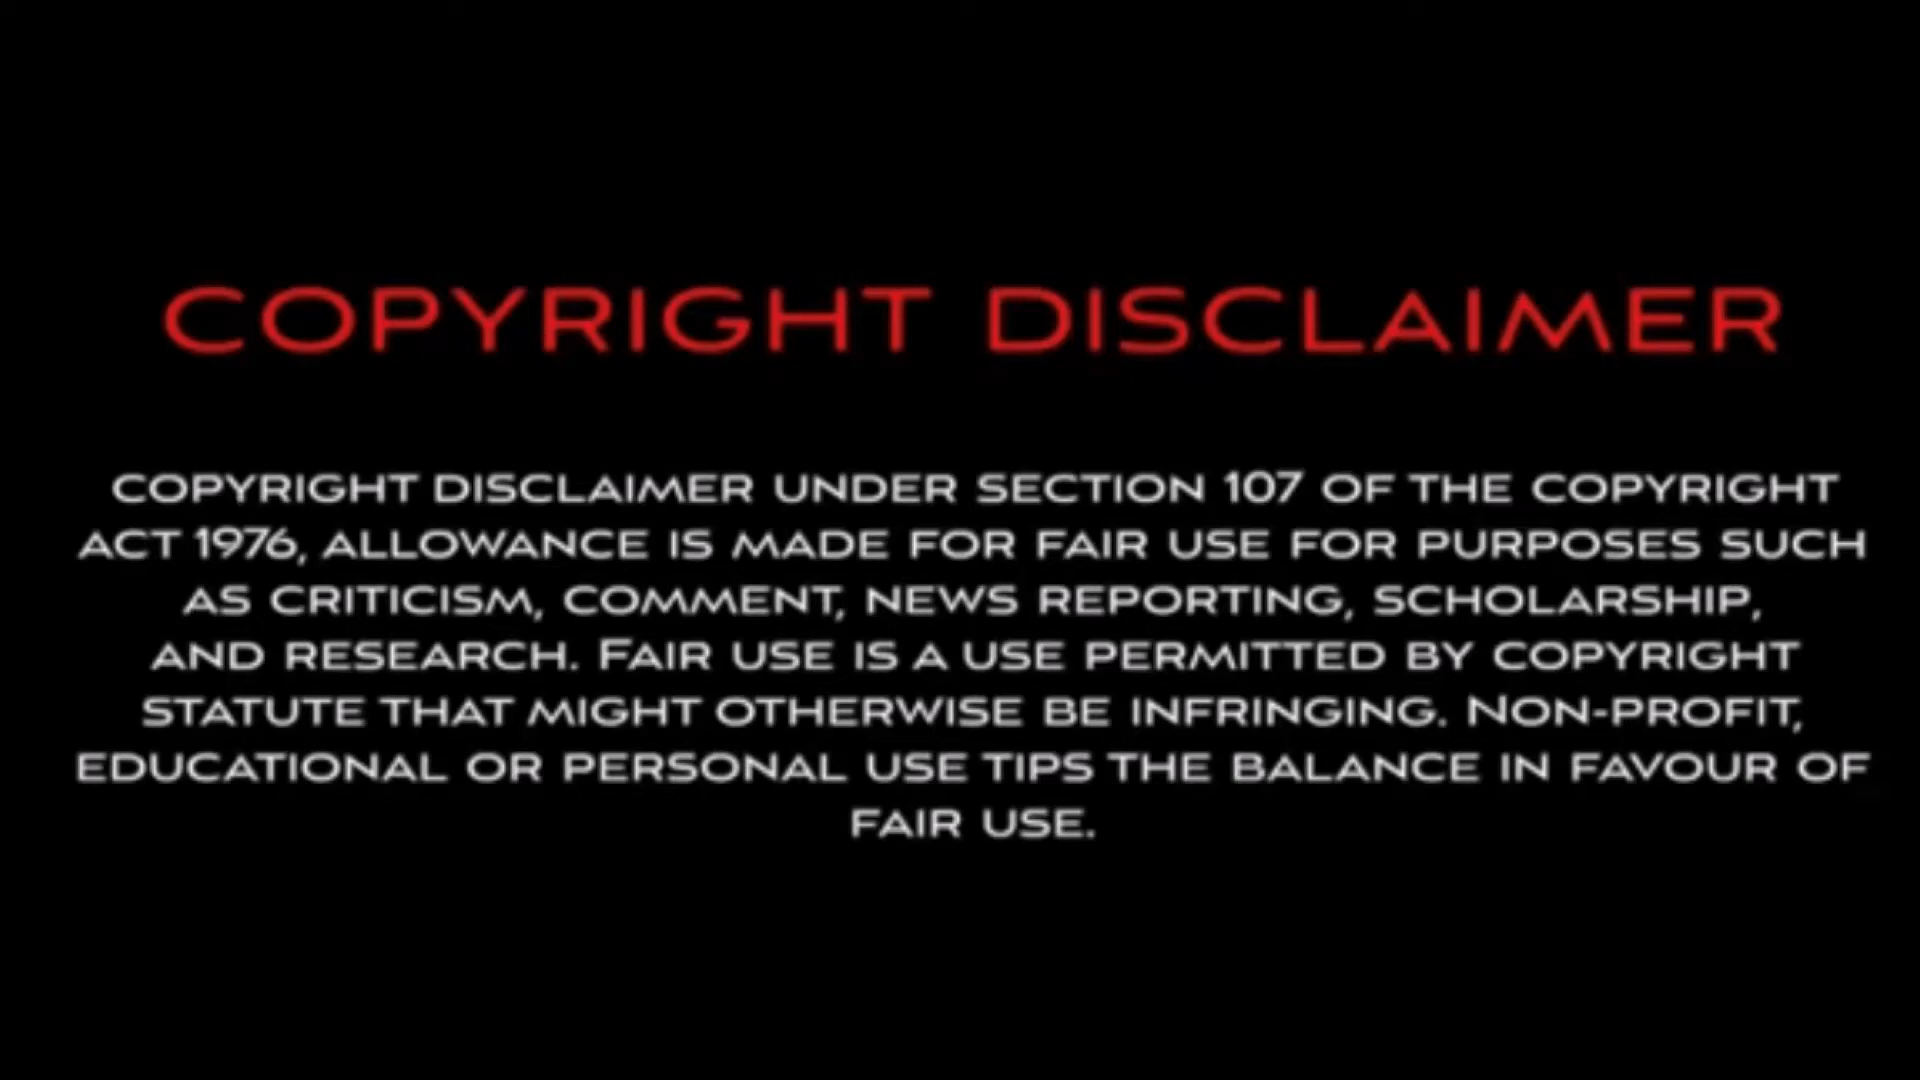 COPYRIGHT DISCLAIMER
COPYRIGHT DISCLAIMER UNDER SECTION 107 OF THE COPYRIGHT
ACT 1976, ALLOWANCE IS MADE FOR FAIR USE FOR PURPOSES SUCH
AS CRITICISM, COMMENT, NEWS REPORTING, SCHOLARSHIP,
AND RESEARCH. FAIR USE IS A USE PERMITTED BY COPYRIGHT
STATUTE THAT MIGHT OTHERWISE BE INFRINGING. NON-PROFIT,
EDUCATIONAL OR PERSONAL USE TIPS THE BALANCE IN FAVOUR OF
FAIR USE.